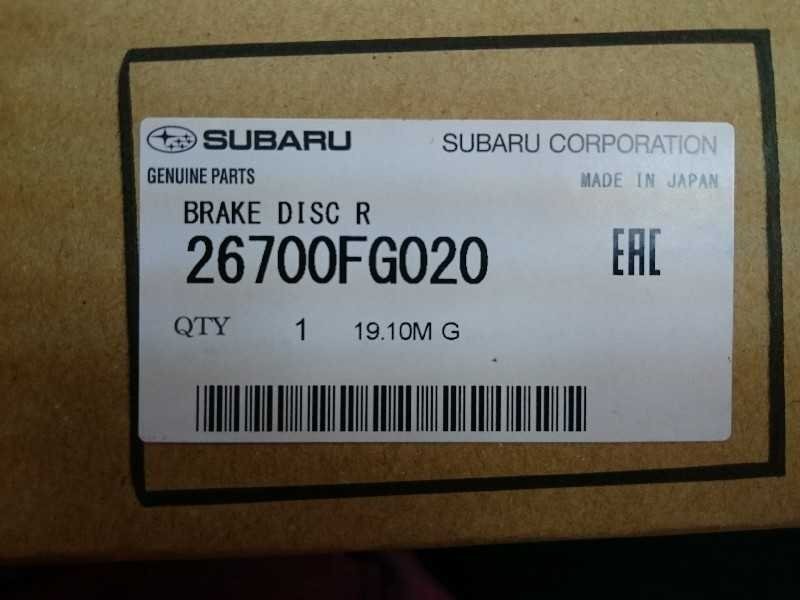 SUBARU SUBARU CORPORATION
GENUINE PARTS MADE IN JAPAN
BRAKE DISC R
26700FG020 EAC
QTY 1 19.10M G